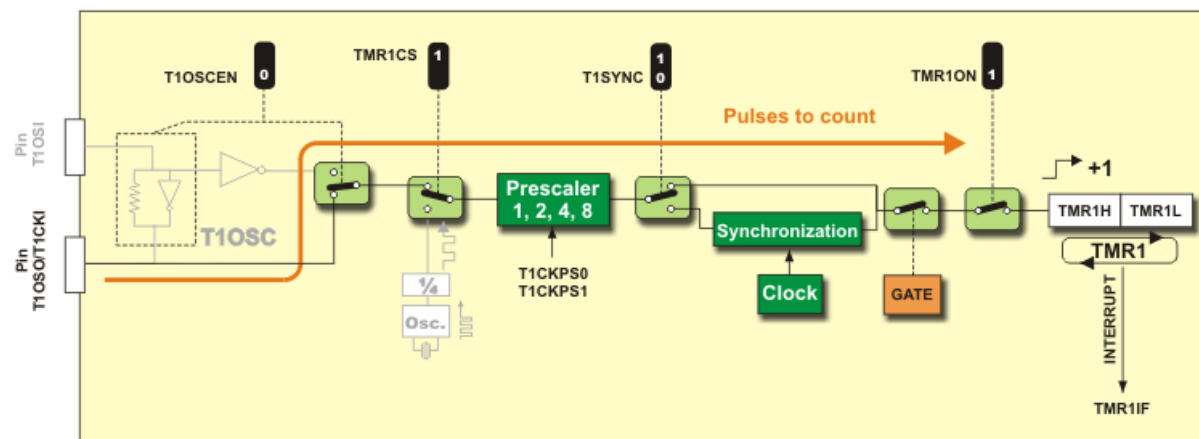 T1OSCEN
0
TMR1CS
1
T1SYNC
1
0
TMR1ON
1
Pulses to count
Pin
T1OSI
T1OSC
Pin
T1OSO/T1CKI
Prescaler
1, 2, 4, 8
T1CKPS0
T1CKPS1
¼
Osc.
Synchronization
Clock
GATE
+1
TMR1H
TMR1L
TMR1
INTERRUPT
TMR1IF